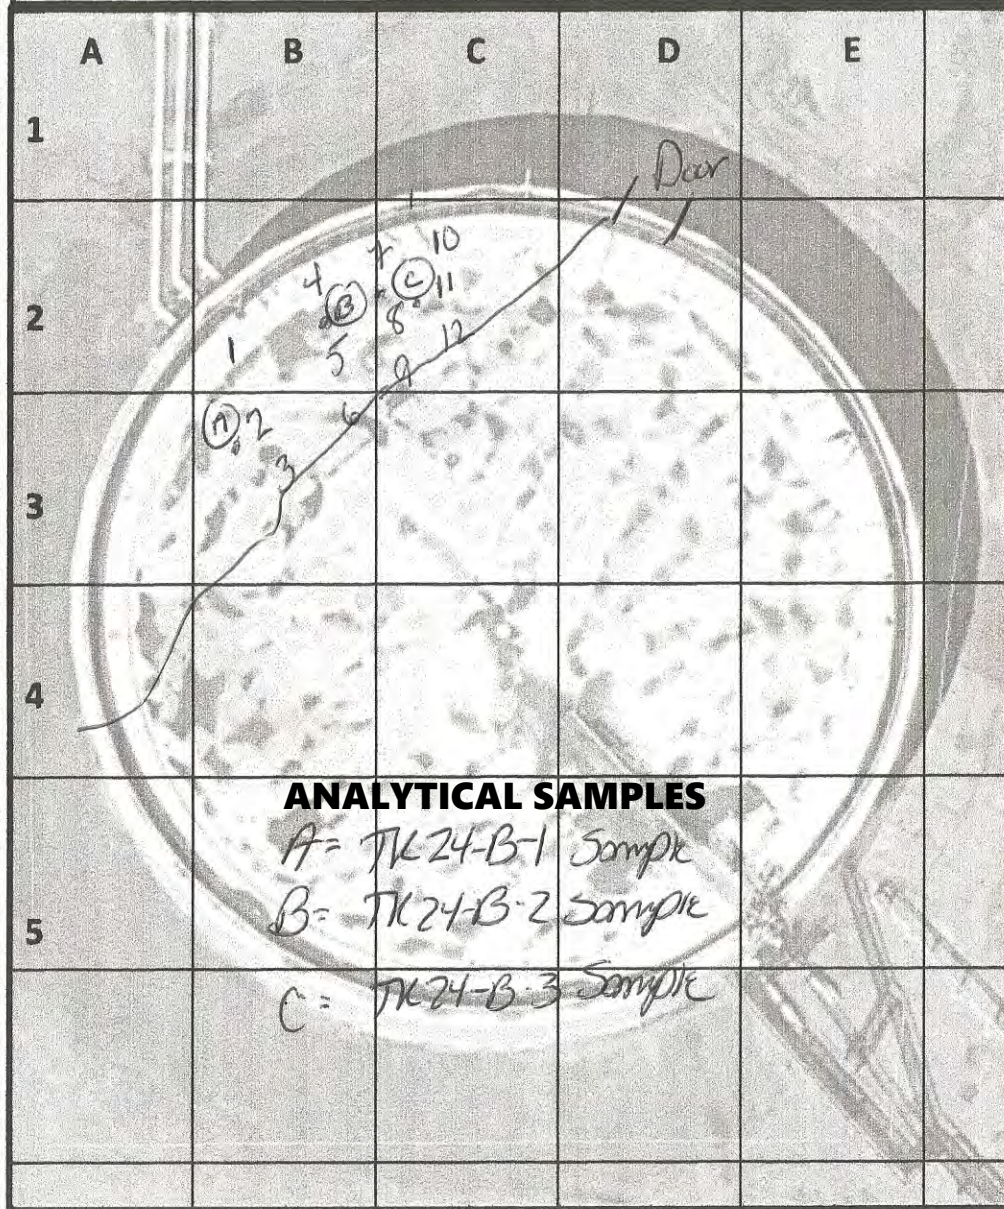 A B C D E
1
Door
10
4 7
B C 11
2
8
1 5 12
9
A 2 6
3
3
4
ANALYTICAL SAMPLES
A= TK24-B-1 Sample
B= TK24-B-2 Sample
5
C= TK24-B-3 Sample